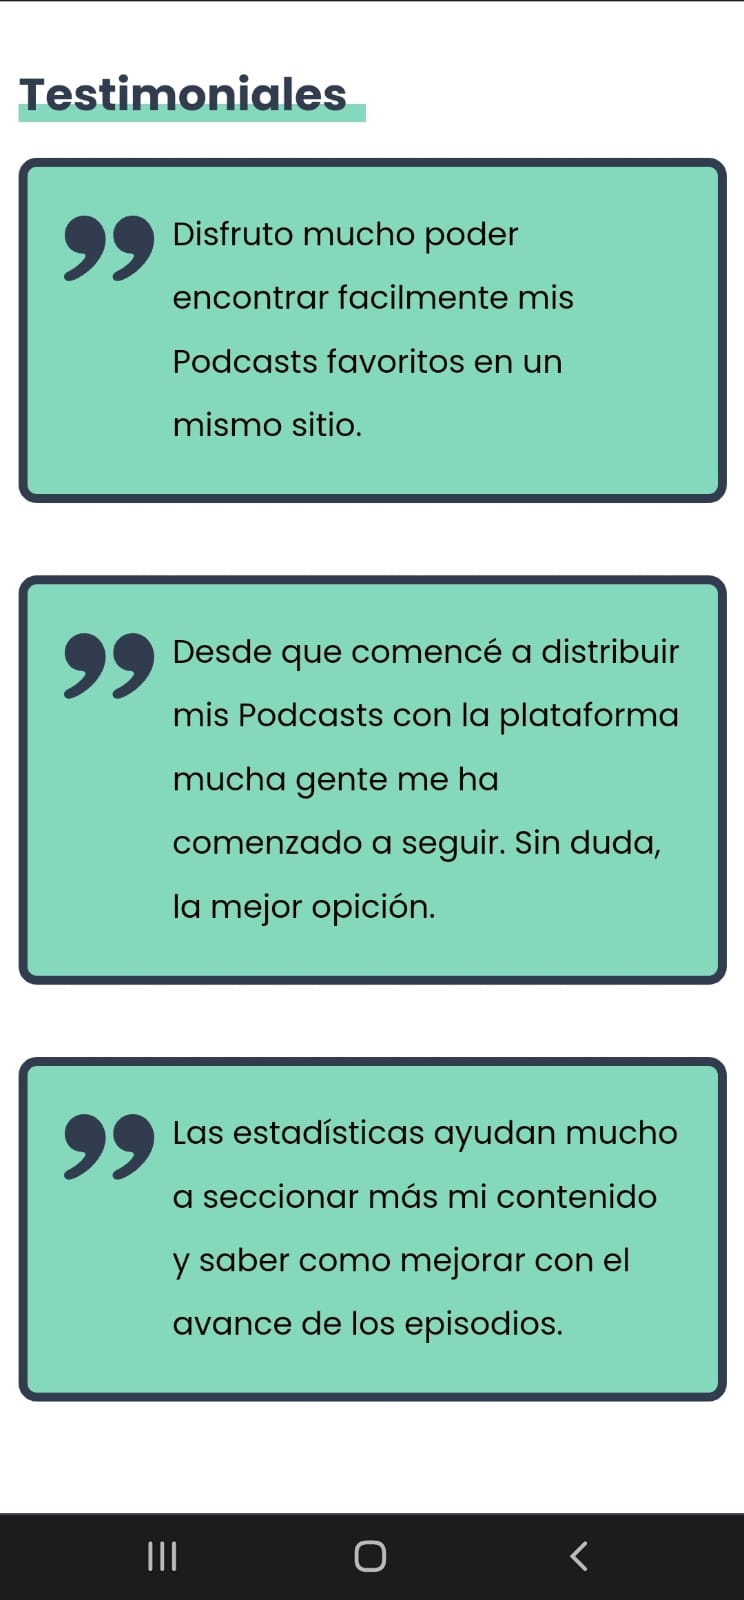 Testimoniales
Disfruto mucho poder
encontrar facilmente mis
Podcasts favoritos en un
mismo sitio.
Desde que comencé a distribuir
mis Podcasts con la plataforma
mucha gente me ha
comenzado a seguir. Sin duda,
la mejor opición.
Las estadísticas ayudan mucho
a seccionar más mi contenido
y saber como mejorar con el
avance de los episodios.